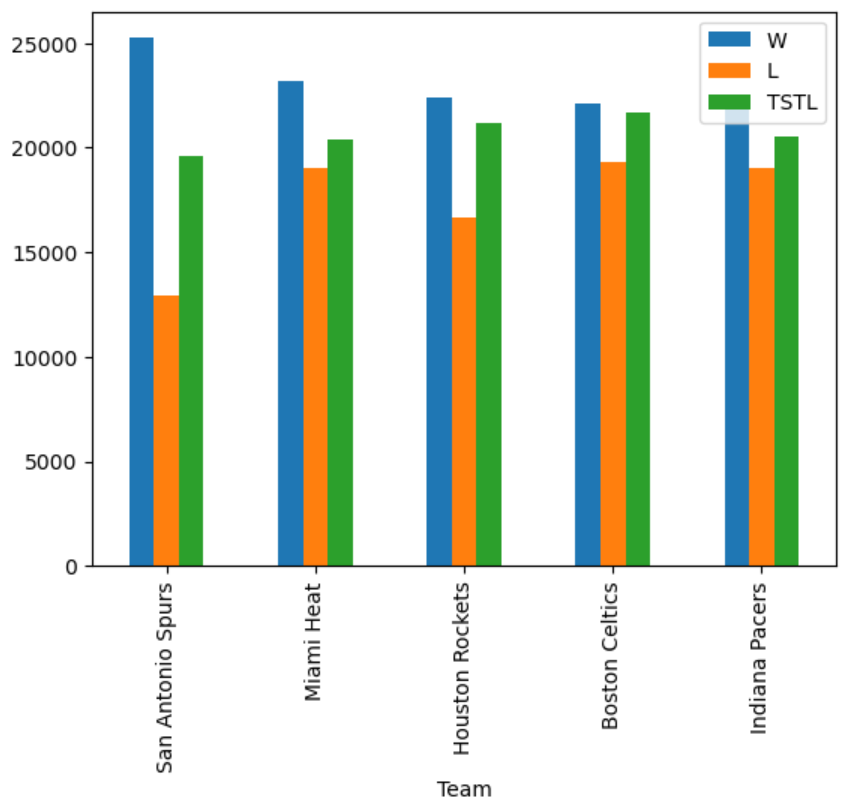 25000
20000
15000
10000
5000
0
W
L
TSTL
San Antonio Spurs
Miami Heat
Houston Rockets
Boston Celtics
Indiana Pacers
Team